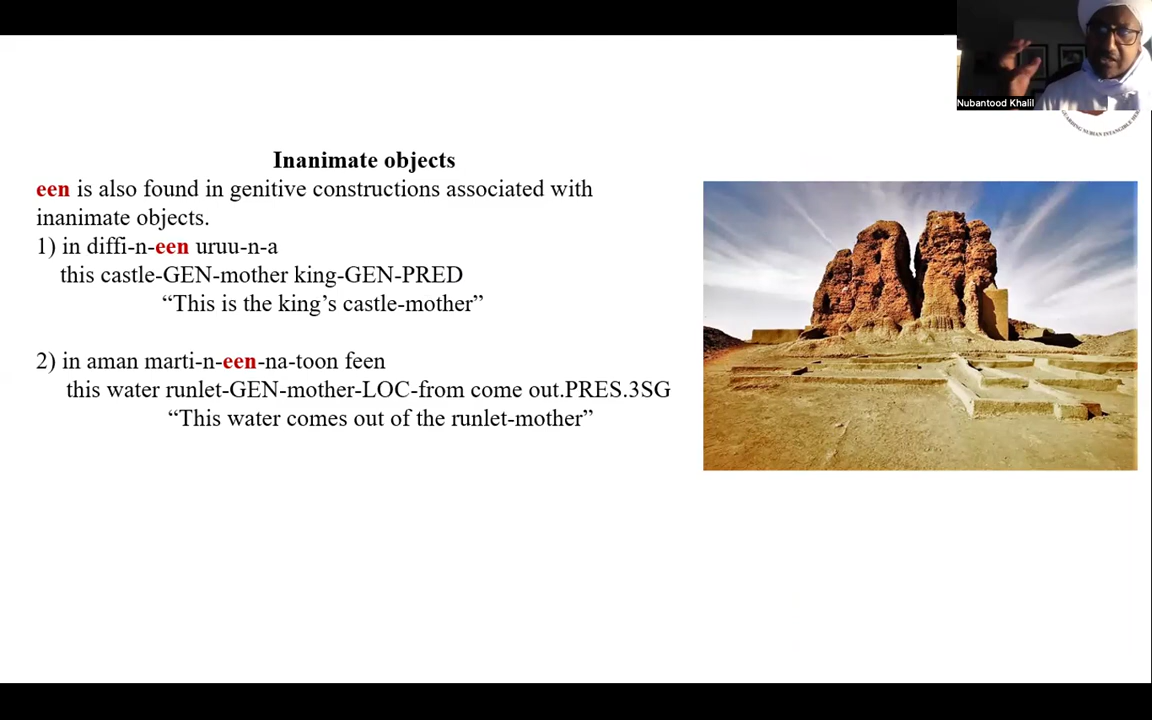 Nubantood Khalil
Inanimate objects
een is also found in genitive constructions associated with
inanimate objects.
1) in diffi-n-een uruu-n-a
this castle-GEN-mother king-GEN-PRED
“This is the king’s castle-mother”
2) in aman marti-n-een-na-toon feen
this water runlet-GEN-mother-LOC-from come out.PRES.3SG
“This water comes out of the runlet-mother”